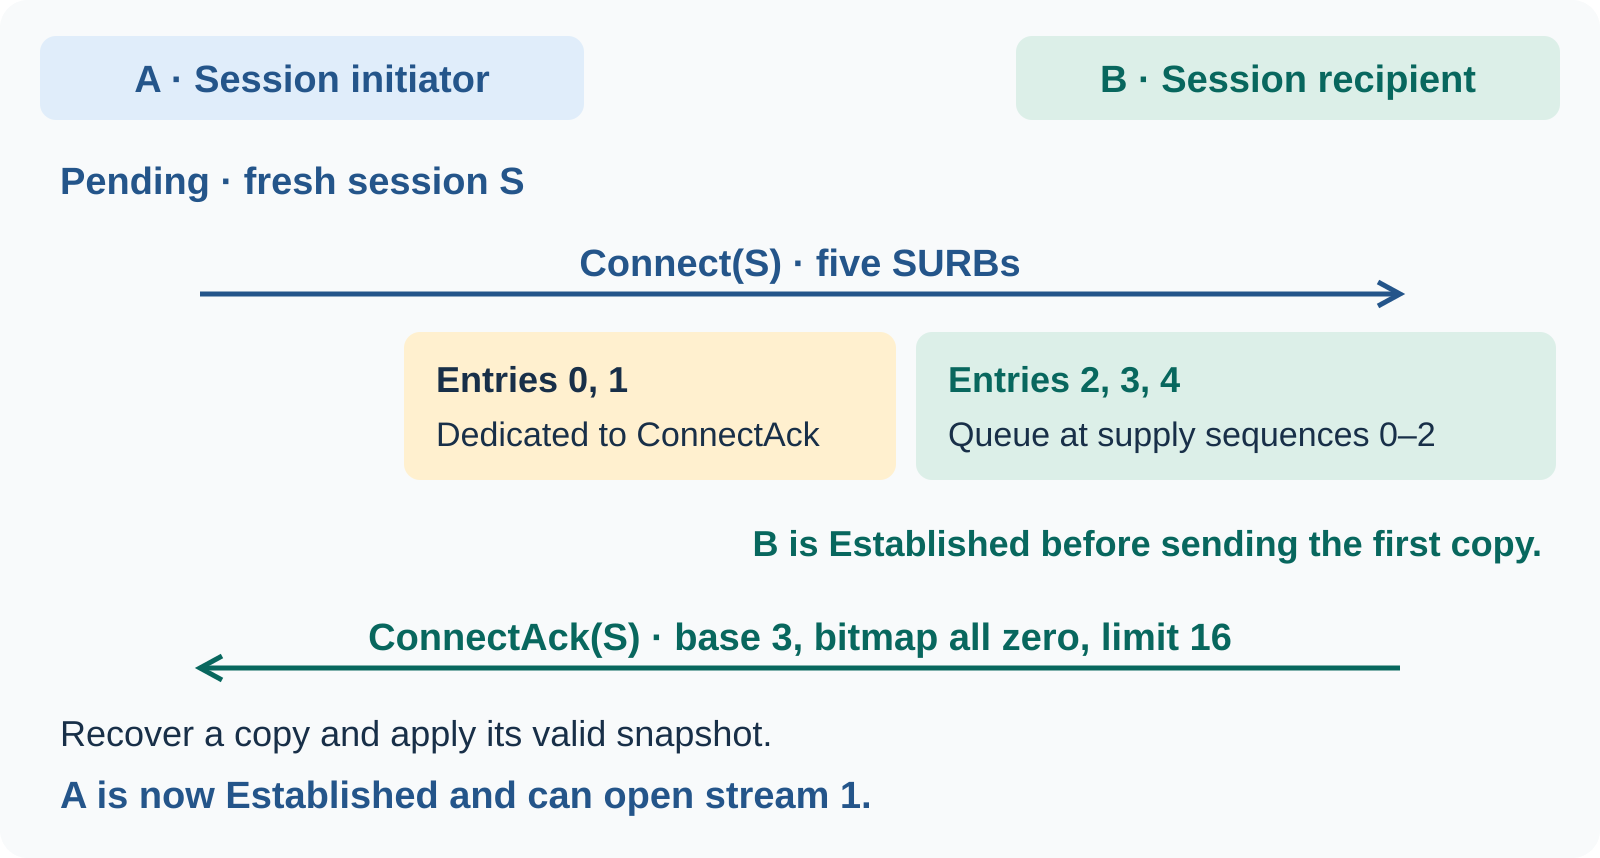 A · Session initiator
B · Session recipient
Pending · fresh session S
Connect(S) · five SURBs
Entries 0, 1
Dedicated to ConnectAck
Entries 2, 3, 4
Queue at supply sequences 0–2
B is Established before sending the first copy.
ConnectAck(S) · base 3, bitmap all zero, limit 16
Recover a copy and apply its valid snapshot.
A is now Established and can open stream 1.